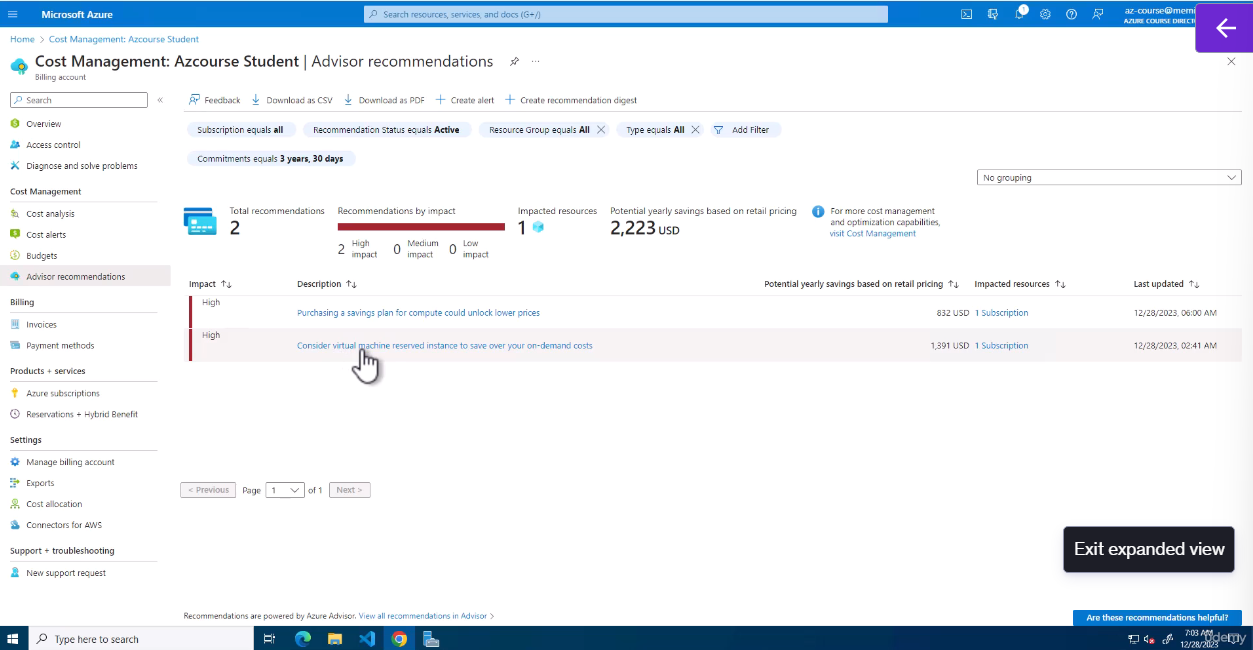 Microsoft Azure
Search resources, services, and docs (G+/)
1
az-course@memi
AZURE COURSE DIRECT
Home > Cost Management: Azcourse Student
Cost Management: Azcourse Student | Advisor recommendations
Billing account
Search
Feedback Download as CSV Download as PDF Create alert Create recommendation digest
Overview
Access control
Diagnose and solve problems
Cost Management
Cost analysis
Cost alerts
Budgets
Advisor recommendations
Billing
Invoices
Payment methods
Products + services
Azure subscriptions
Reservations + Hybrid Benefit
Settings
Manage billing account
Exports
Cost allocation
Connectors for AWS
Support + troubleshooting
New support request
Subscription equals all Recommendation Status equals Active Resource Group equals All Type equals All Add Filter
Commitments equals 3 years, 30 days
No grouping
Total recommendations
2
Recommendations by impact
2 High impact 0 Medium impact 0 Low impact
Impacted resources
1
Potential yearly savings based on retail pricing
2,223 USD
For more cost management
and optimization capabilities,
visit Cost Management
Impact Description Potential yearly savings based on retail pricing Impacted resources Last updated
High Purchasing a savings plan for compute could unlock lower prices 832 USD 1 Subscription 12/28/2023, 06:00 AM
High Consider virtual machine reserved instance to save over your on-demand costs 1,391 USD 1 Subscription 12/28/2023, 02:41 AM
< Previous Page 1 of 1 Next >
Exit expanded view
Recommendations are powered by Azure Advisor. View all recommendations in Advisor >
Are these recommendations helpful?
Type here to search
7:03 AM
12/28/2023
udemy